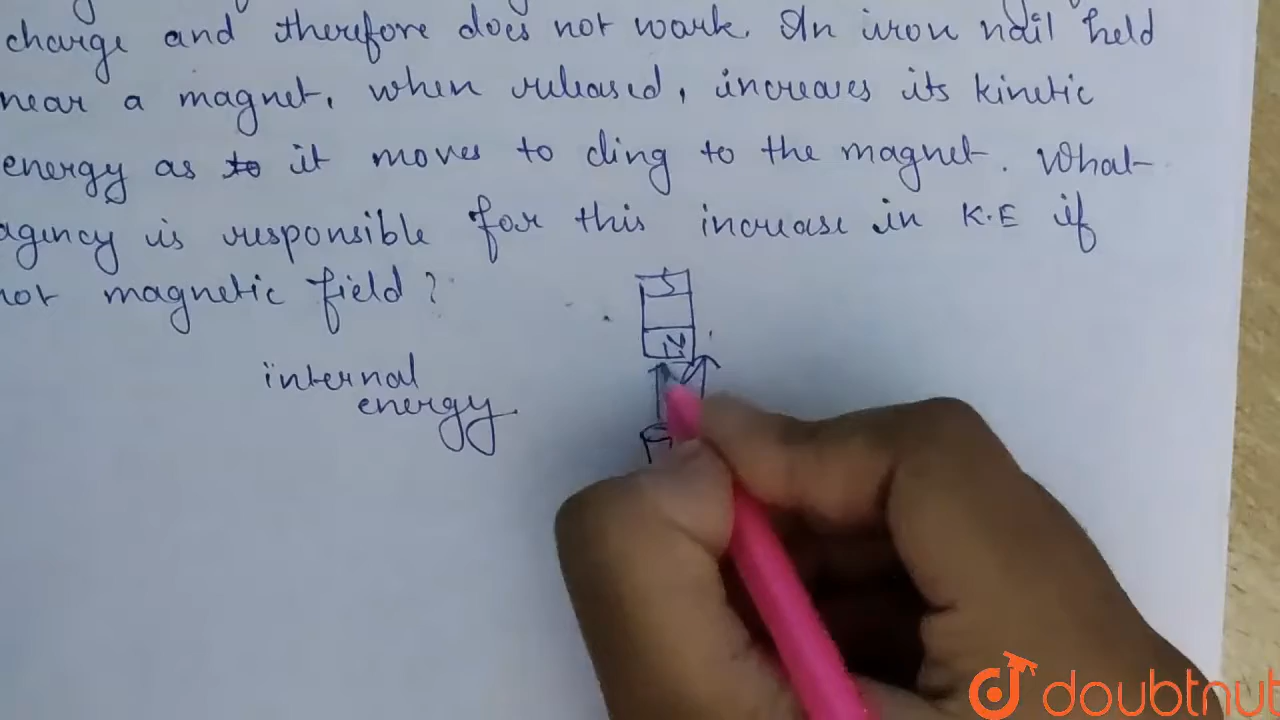 charge and therefore does not work. An iron nail held
near a magnet, when released, increases its kinetic
energy as to it moves to cling to the magnet. What
agency is responsible for this increase in K.E if
not magnetic field?
S
N
internal
energy.
doubtnut